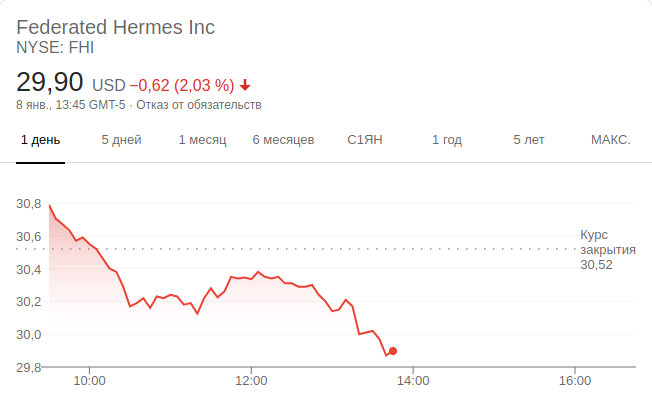 Federated Hermes Inc
NYSE: FHI
29,90 USD −0,62 (2,03 %)
8 янв., 13:45 GMT-5 · Отказ от обязательств
1 день 5 дней 1 месяц 6 месяцев С1ЯН 1 год 5 лет МАКС.
30,8
30,6
30,4
30,2
30,0
29,8
Курс
закрытия
30,52
10:00 12:00 14:00 16:00